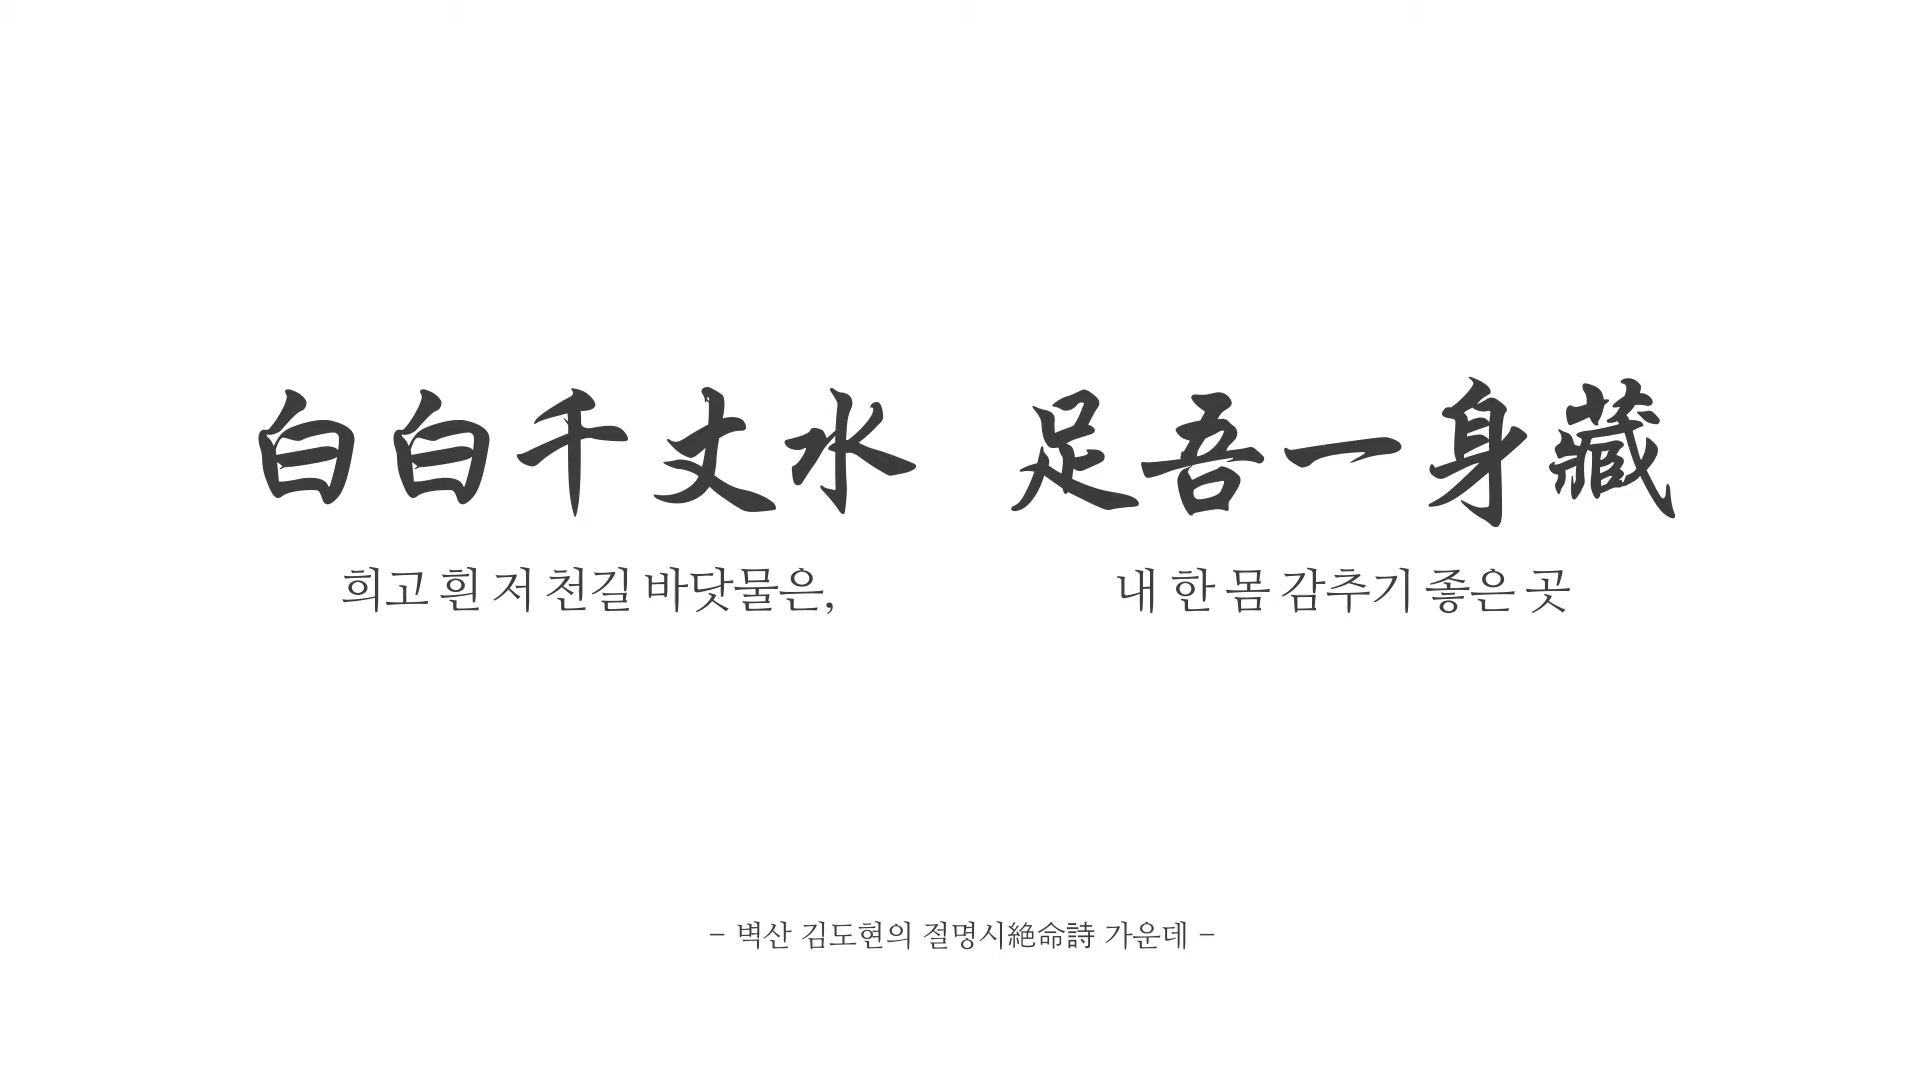 白白千丈水 足吾一身藏
희고 흰 저 천길 바닷물은, 내 한 몸 감추기 좋은 곳
– 벽산 김도현의 절명시絶命詩 가운데 –